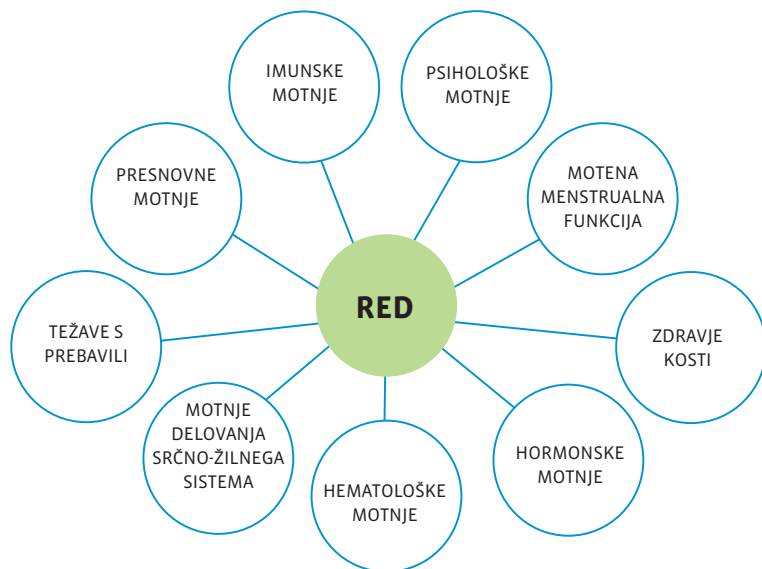 IMUNSKE
MOTNJE
PSIHOLOŠKE
MOTNJE
PRESNOVNE
MOTNJE
MOTENA
MENSTRUALNA
FUNKCIJA
RED
TEŽAVE S
PREBAVILI
ZDRAVJE
KOSTI
MOTNJE
DELOVANJA
SRČNO-ŽILNEGA
SISTEMA
HEMATOLOŠKE
MOTNJE
HORMONSKE
MOTNJE